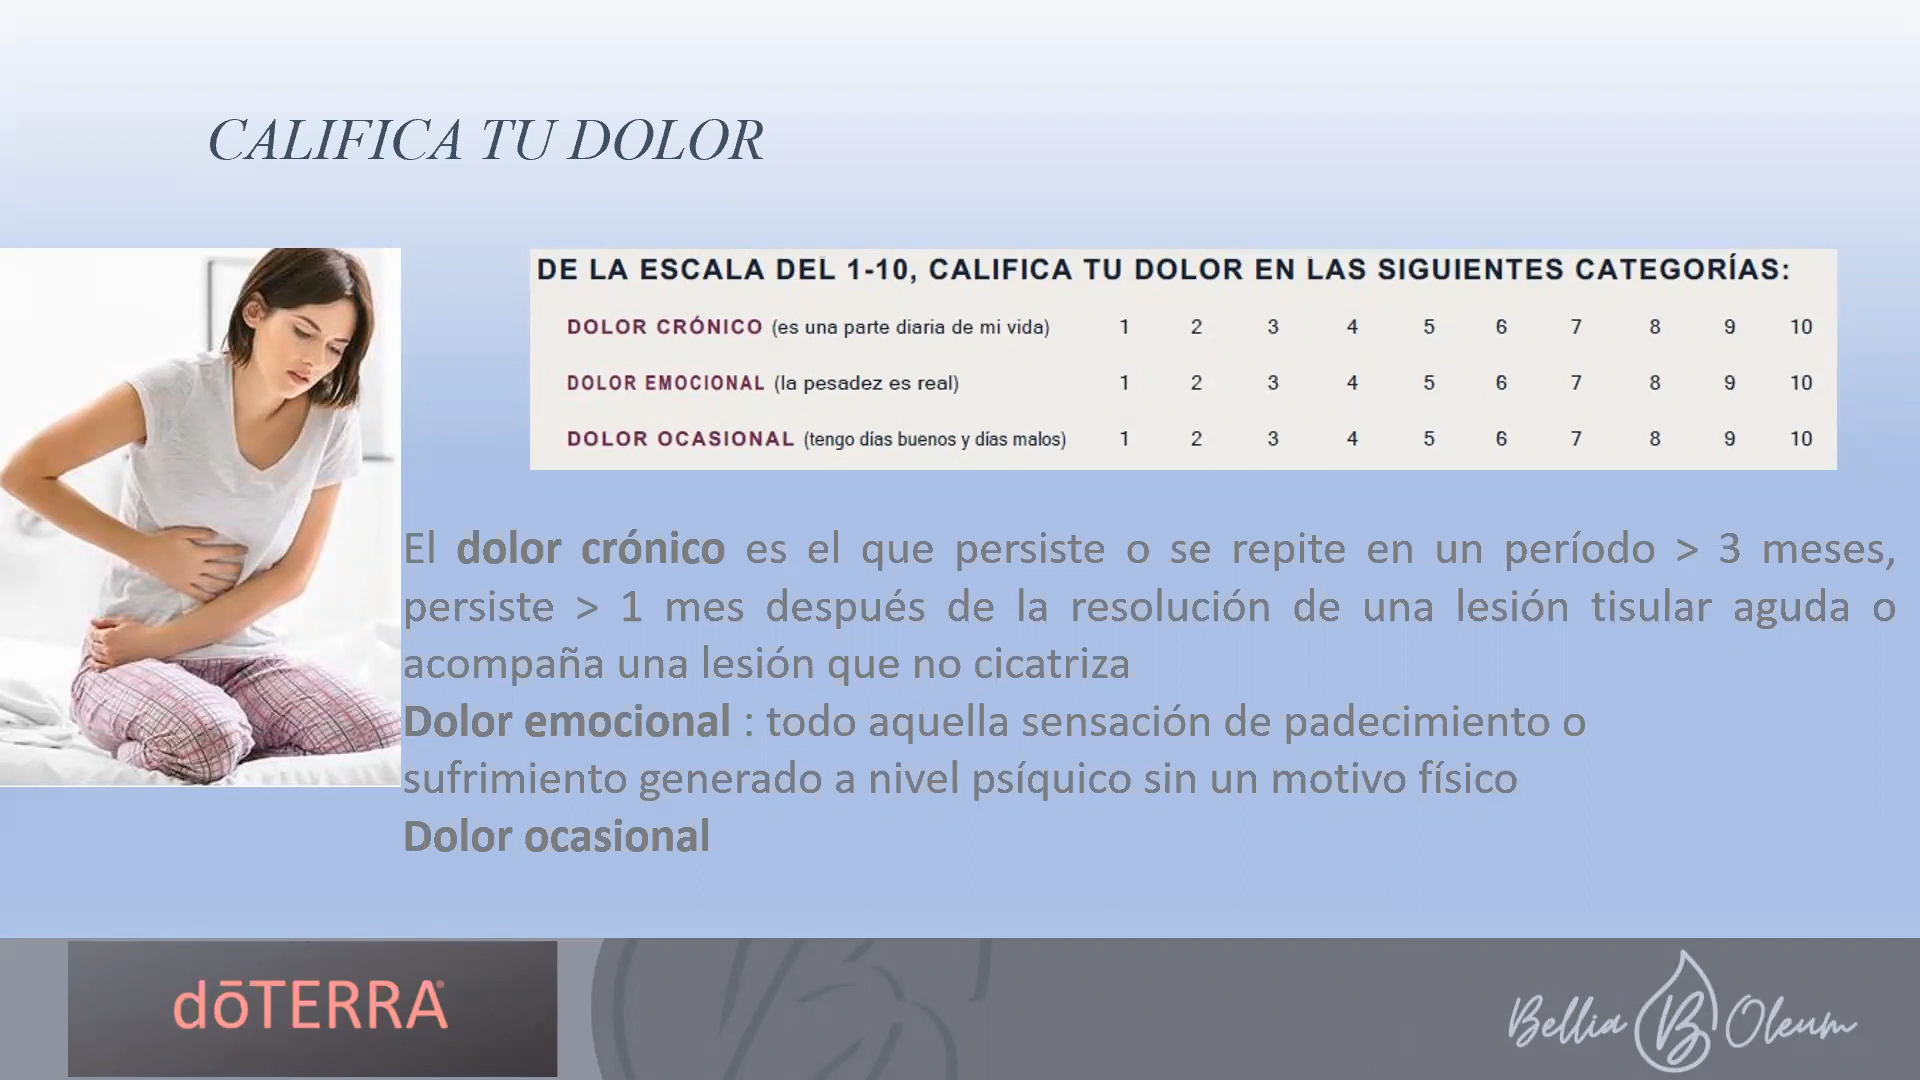 CALIFICA TU DOLOR
DE LA ESCALA DEL 1-10, CALIFICA TU DOLOR EN LAS SIGUIENTES CATEGORÍAS:
DOLOR CRÓNICO (es una parte diaria de mi vida) 1 2 3 4 5 6 7 8 9 10
DOLOR EMOCIONAL (la pesadez es real) 1 2 3 4 5 6 7 8 9 10
DOLOR OCASIONAL (tengo días buenos y días malos) 1 2 3 4 5 6 7 8 9 10
El dolor crónico es el que persiste o se repite en un período > 3 meses,
persiste > 1 mes después de la resolución de una lesión tisular aguda o
acompaña una lesión que no cicatriza
Dolor emocional : todo aquella sensación de padecimiento o
sufrimiento generado a nivel psíquico sin un motivo físico
Dolor ocasional
dōTERRA
Bellia B Oleum